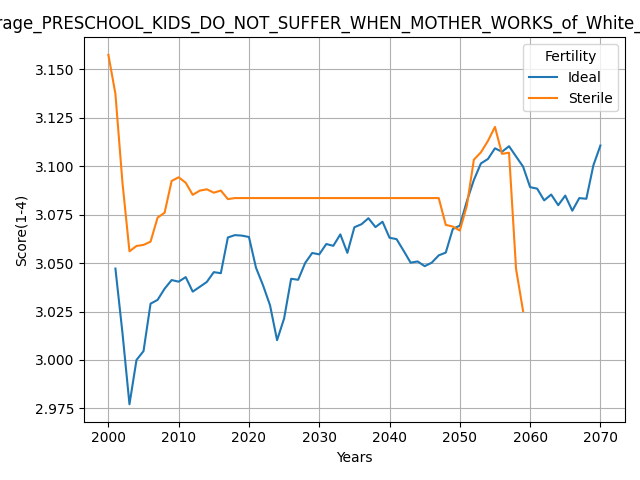 rage_PRESCHOOL_KIDS_DO_NOT_SUFFER_WHEN_MOTHER_WORKS_of_White_
Fertility
Ideal
Sterile
3.150
3.125
3.100
3.075
3.050
3.025
3.000
2.975
Score(1-4)
2000 2010 2020 2030 2040 2050 2060 2070
Years